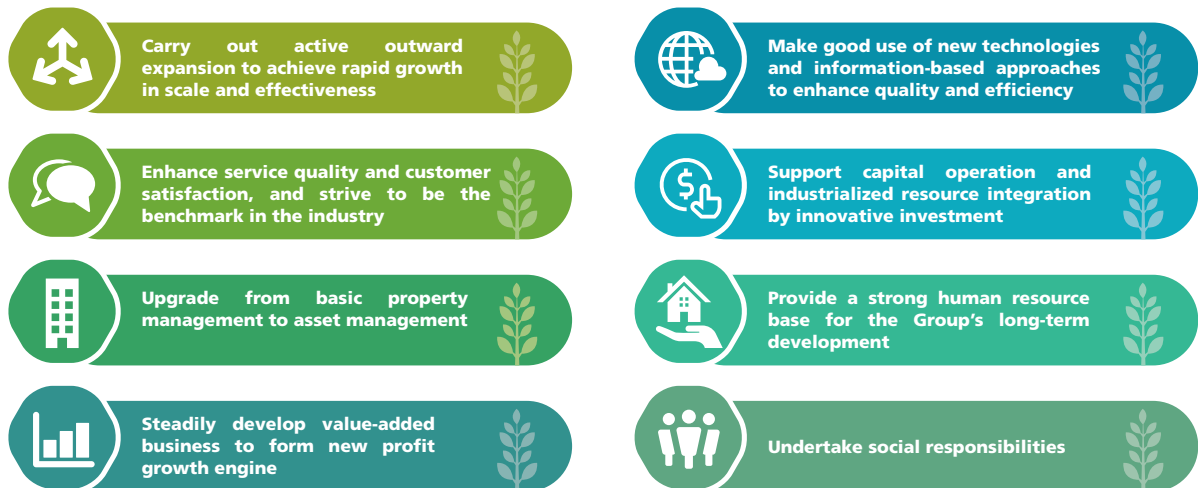 Carry out active outward
expansion to achieve rapid growth
in scale and effectiveness
Enhance service quality and customer
satisfaction, and strive to be the
benchmark in the industry
Upgrade from basic property
management to asset management
Steadily develop value-added
business to form new profit
growth engine
Make good use of new technologies
and information-based approaches
to enhance quality and efficiency
Support capital operation and
industrialized resource integration
by innovative investment
Provide a strong human resource
base for the Group’s long-term
development
Undertake social responsibilities